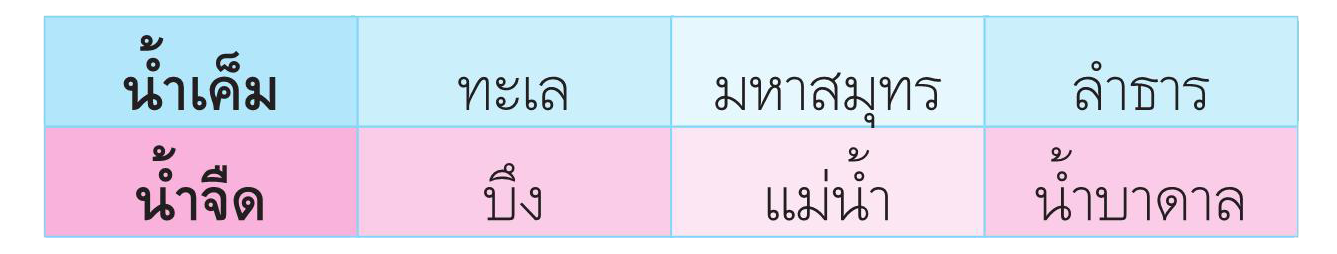 น้ำเค็ม ทะเล มหาสมุทร ลำธาร
น้ำจืด บึง แม่น้ำ น้ำบาดาล